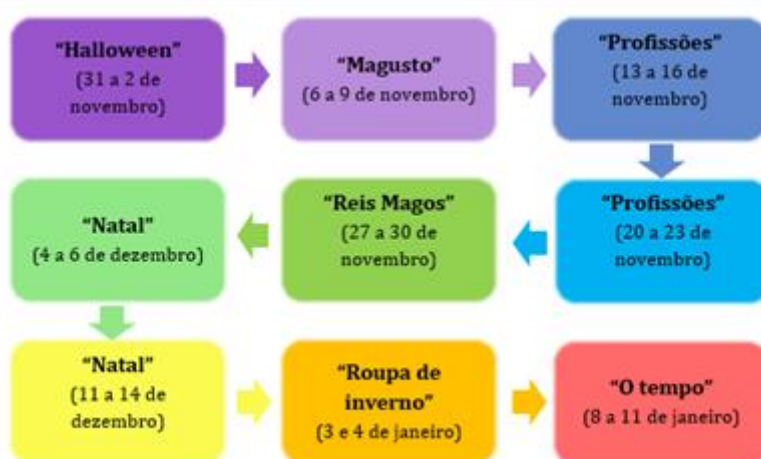 “Halloween”
(31 a 2 de
novembro)
“Magusto”
(6 a 9 de novembro)
“Profissões”
(13 a 16 de
novembro)
“Profissões”
(20 a 23 de
novembro)
“Reis Magos”
(27 a 30 de
novembro)
“Natal”
(4 a 6 de dezembro)
“Natal”
(11 a 14 de
dezembro)
“Roupa de
inverno”
(3 e 4 de janeiro)
“O tempo”
(8 a 11 de janeiro)